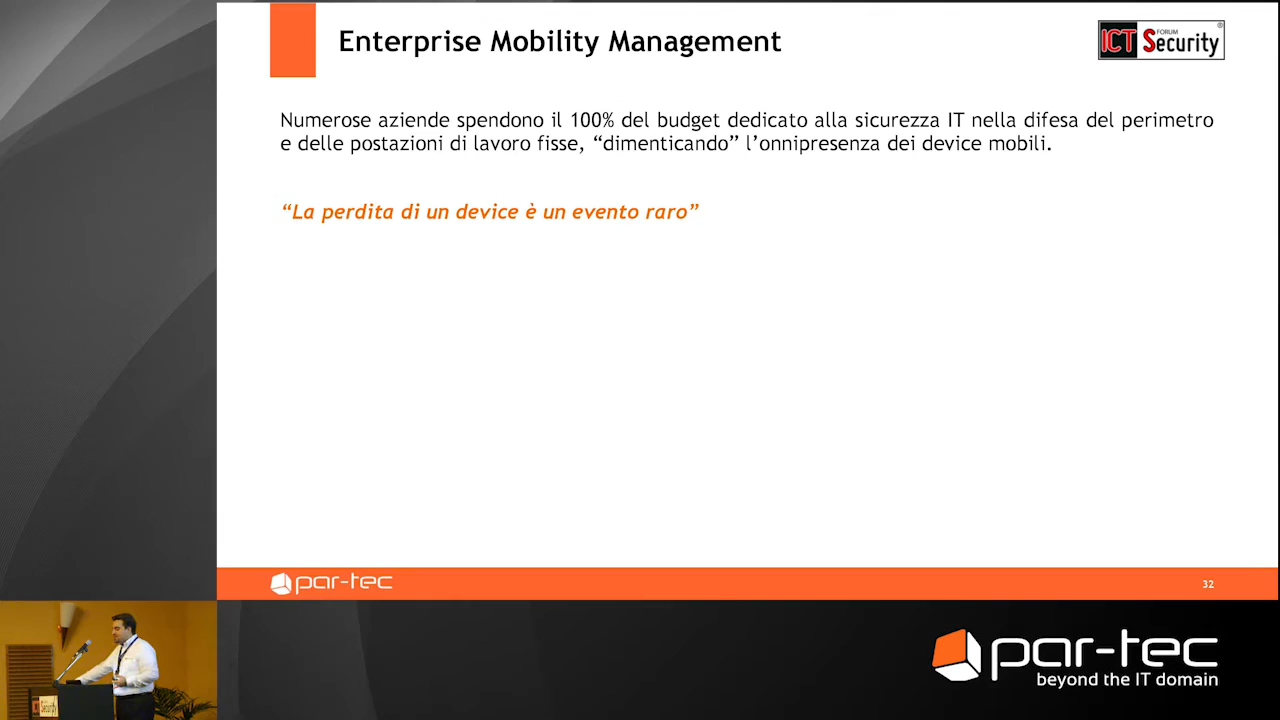 Enterprise Mobility Management
ICT FORUM Security ®
Numerose aziende spendono il 100% del budget dedicato alla sicurezza IT nella difesa del perimetro
e delle postazioni di lavoro fisse, “dimenticando” l’onnipresenza dei device mobili.
“La perdita di un device è un evento raro”
par-tec
32
ICT Security
par-tec
beyond the IT domain